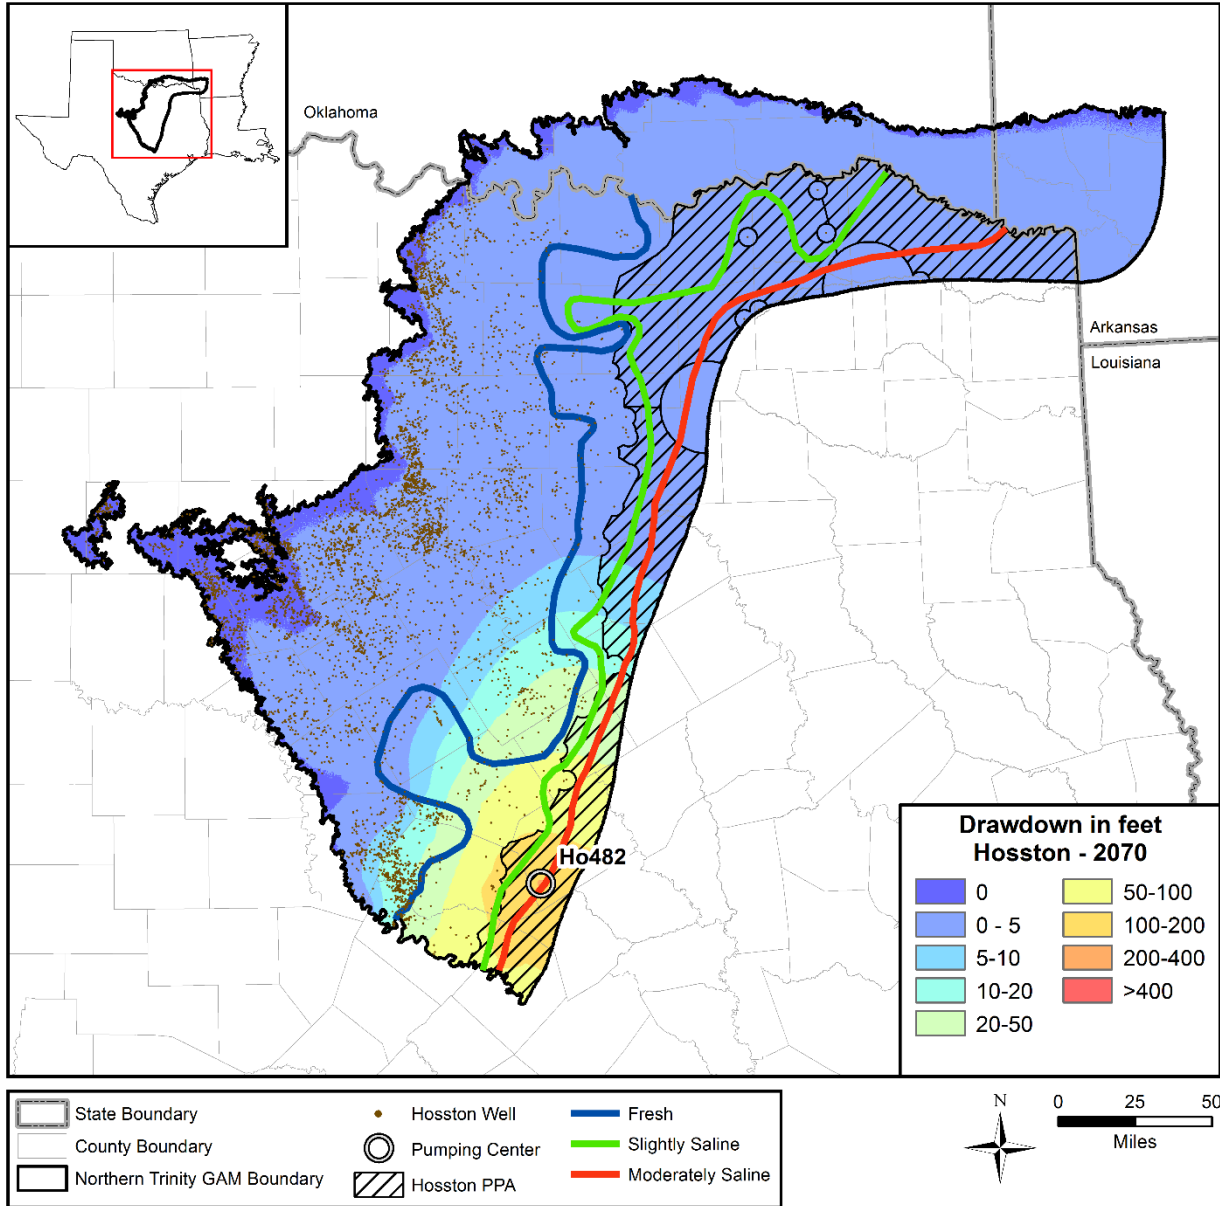 Oklahoma
Arkansas
Louisiana
Ho482
Drawdown in feet
Hosston - 2070
0
0 - 5
5-10
10-20
20-50
50-100
100-200
200-400
>400
State Boundary
County Boundary
Northern Trinity GAM Boundary
Hosston Well
Pumping Center
Hosston PPA
Fresh
Slightly Saline
Moderately Saline
N
0 25 50
Miles